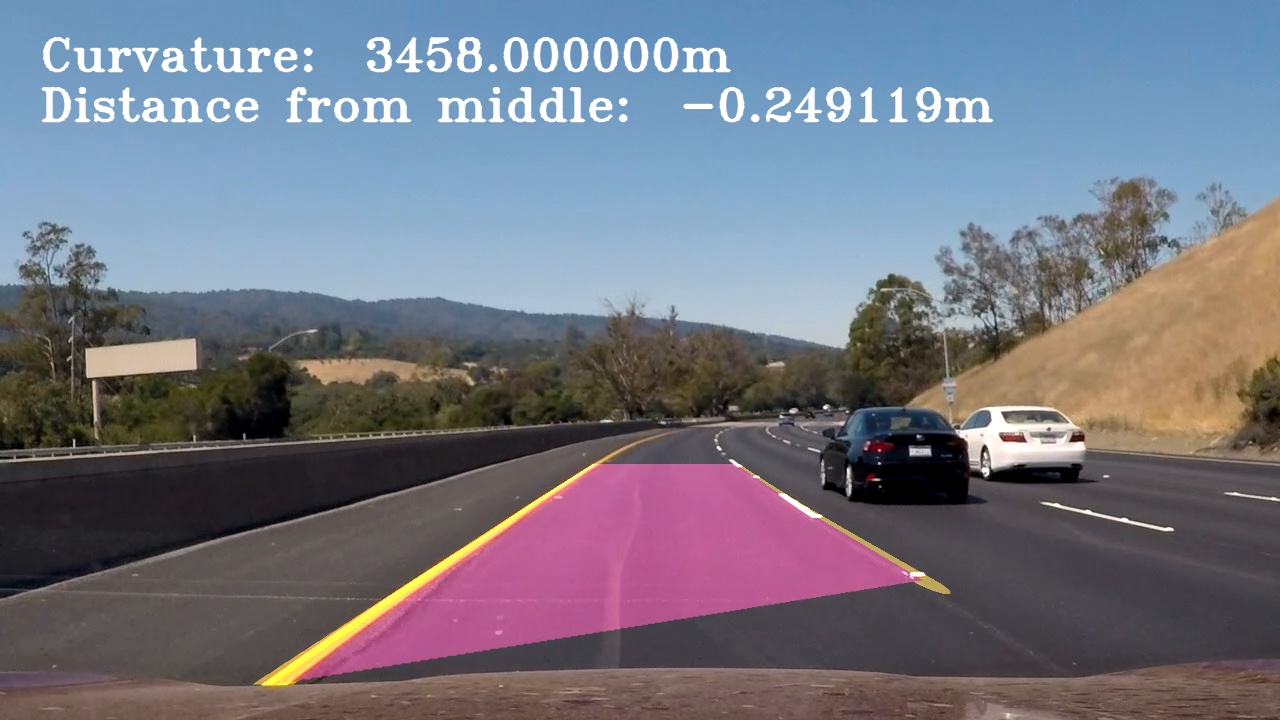 Curvature:  3458.000000m
Distance from middle:  −0.249119m